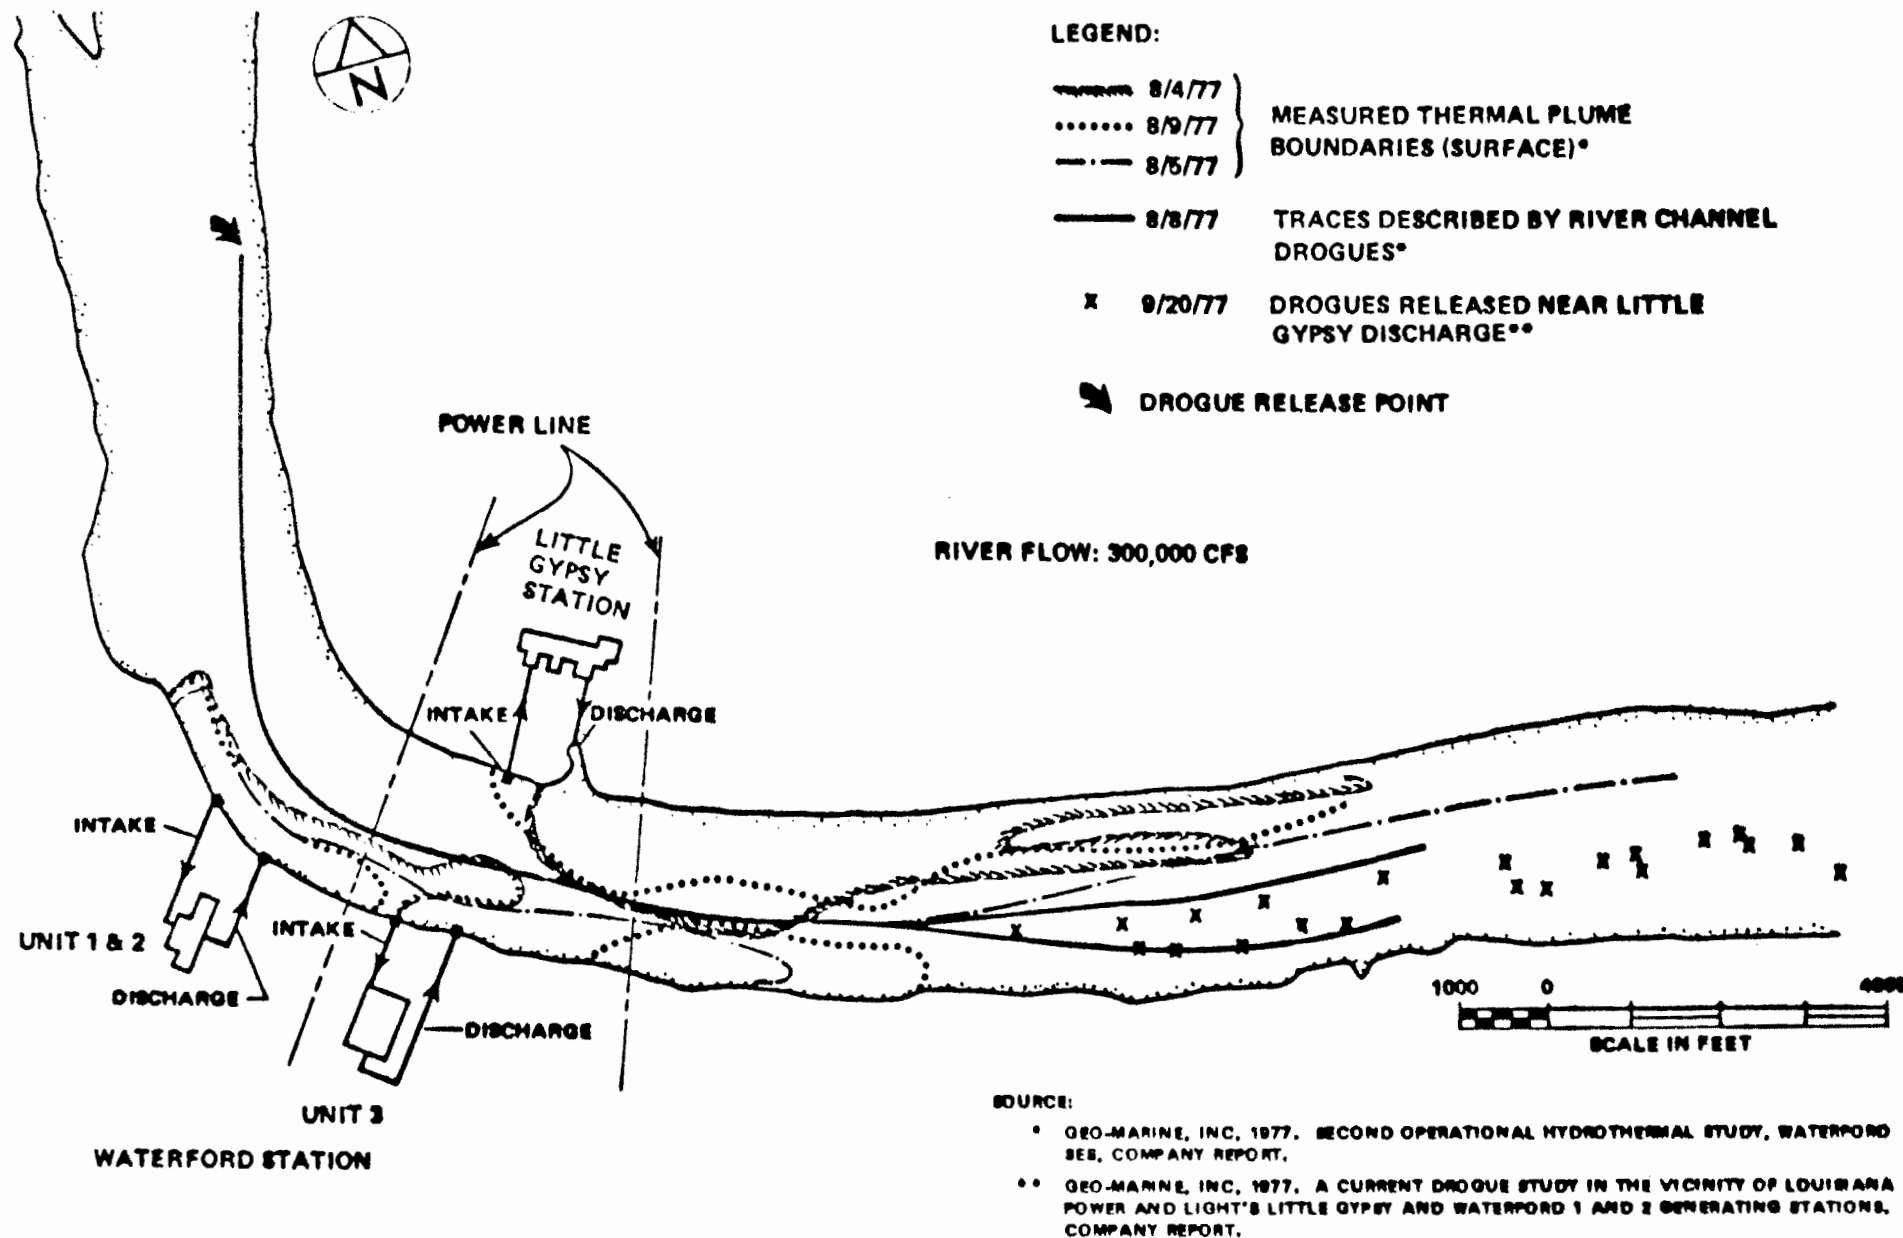 N
LEGEND:
8/4/77
8/9/77
8/5/77
MEASURED THERMAL PLUME
BOUNDARIES (SURFACE)*
8/8/77 TRACES DESCRIBED BY RIVER CHANNEL
DROGUES*
X 9/20/77 DROGUES RELEASED NEAR LITTLE
GYPSY DISCHARGE**
DROGUE RELEASE POINT
POWER LINE
LITTLE
GYPSY
STATION
RIVER FLOW: 300,000 CFS
INTAKE
DISCHARGE
INTAKE
UNIT 1 & 2
DISCHARGE
INTAKE
DISCHARGE
UNIT 3
WATERFORD STATION
1000 0
SCALE IN FEET
SOURCE:
* GEO-MARINE, INC, 1977. SECOND OPERATIONAL HYDROTHERMAL STUDY, WATERFORD
SES, COMPANY REPORT.
** GEO-MARINE, INC, 1977. A CURRENT DROGUE STUDY IN THE VICINITY OF LOUISIANA
POWER AND LIGHT'S LITTLE GYPSY AND WATERFORD 1 AND 2 GENERATING STATIONS,
COMPANY REPORT.